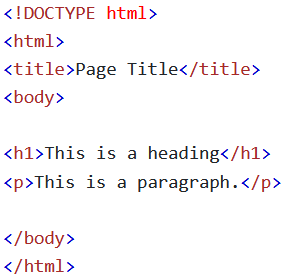 <!DOCTYPE html>
<html>
<title>Page Title</title>
<body>

<h1>This is a heading</h1>
<p>This is a paragraph.</p>

</body>
</html>